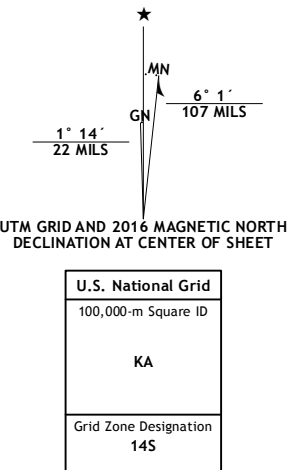 ★
MN
GN
6° 1´
107 MILS
1° 14´
22 MILS
UTM GRID AND 2016 MAGNETIC NORTH
DECLINATION AT CENTER OF SHEET
U.S. National Grid
100,000-m Square ID
KA
Grid Zone Designation
14S